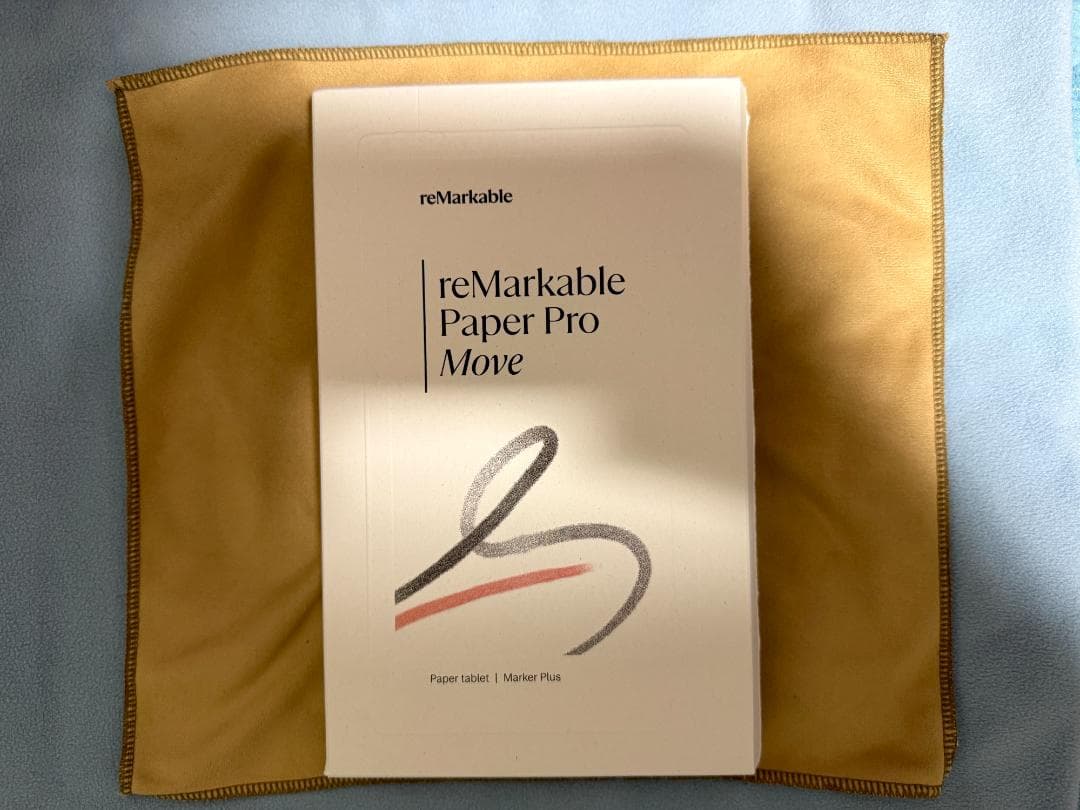 reMarkable
reMarkable
Paper Pro
Move
Paper tablet | Marker Plus